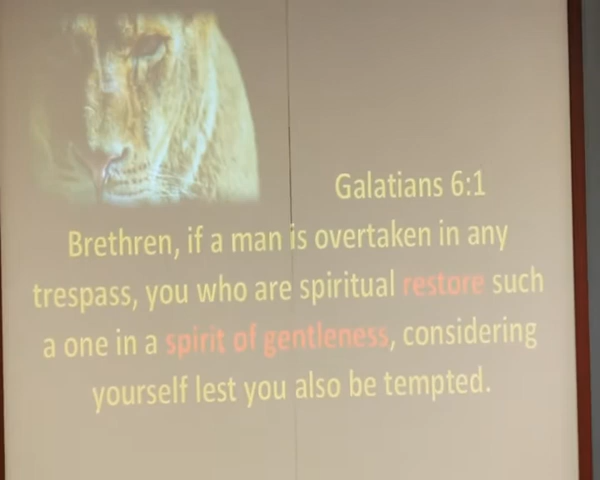 Galatians 6:1
Brethren, if a man is overtaken in any
trespass, you who are spiritual restore such
a one in a spirit of gentleness, considering
yourself lest you also be tempted.